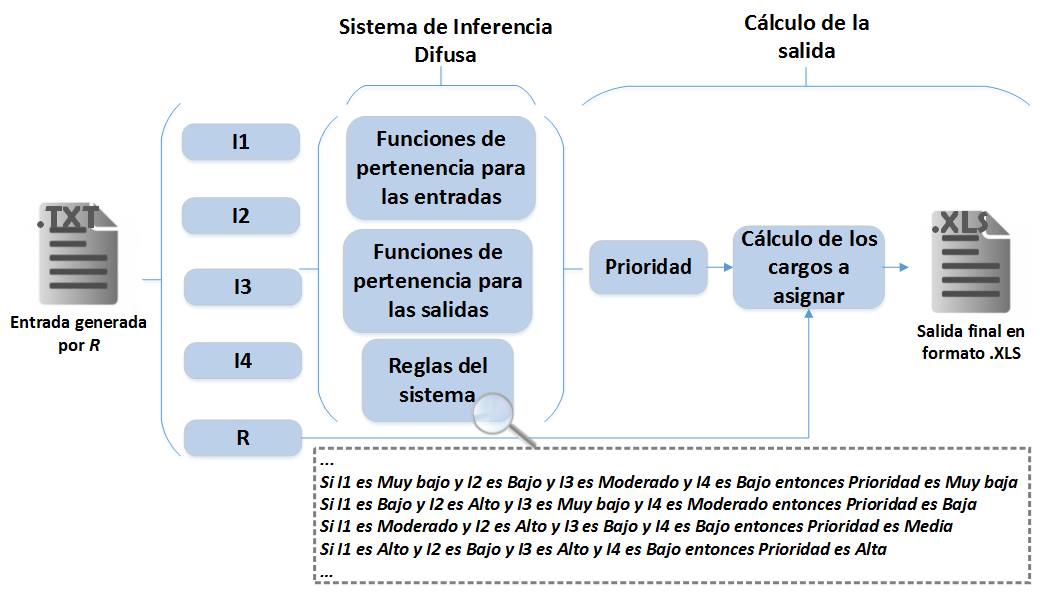 Sistema de Inferencia
Difusa
Cálculo de la
salida
.TXT
Entrada generada
por R
I1
I2
I3
I4
R
Funciones de
pertenencia para
las entradas
Funciones de
pertenencia para
las salidas
Reglas del
sistema
Prioridad
Cálculo de los
cargos a
asignar
.XLS
Salida final en
formato .XLS
...
Si I1 es Muy bajo y I2 es Bajo y I3 es Moderado y I4 es Bajo entonces Prioridad es Muy baja
Si I1 es Bajo y I2 es Alto y I3 es Muy bajo y I4 es Moderado entonces Prioridad es Baja
Si I1 es Moderado y I2 es Alto y I3 es Bajo y I4 es Bajo entonces Prioridad es Media
Si I1 es Alto y I2 es Bajo y I3 es Alto y I4 es Bajo entonces Prioridad es Alta
...